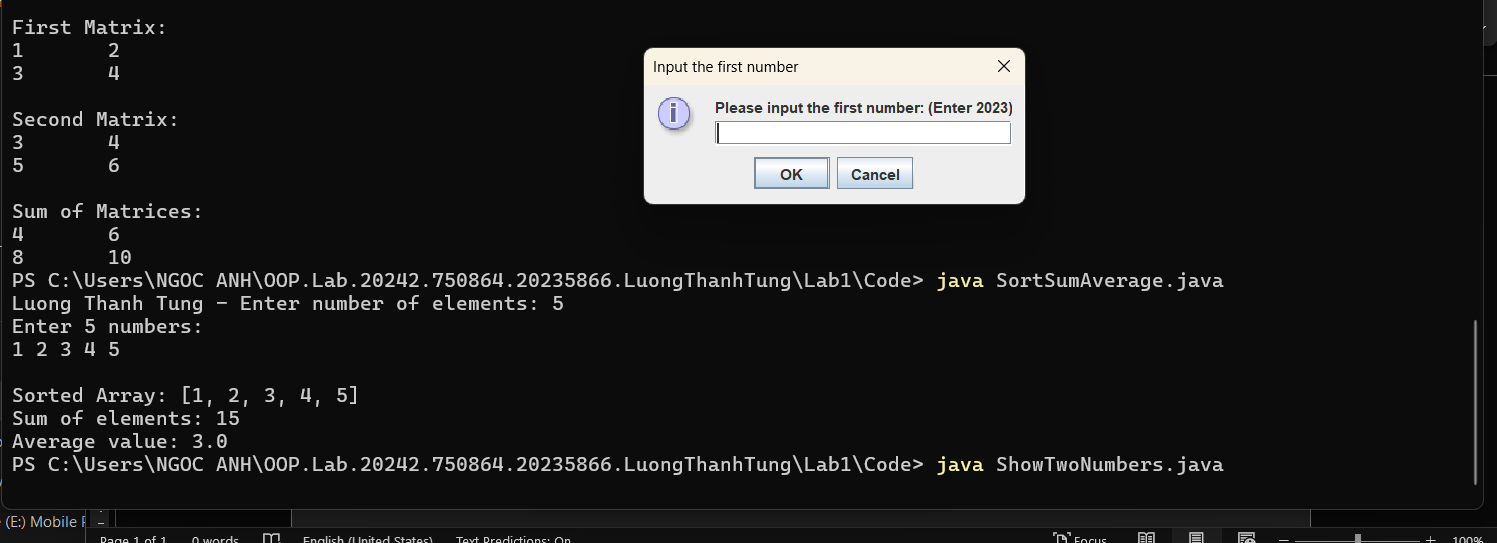 First Matrix:
1 2
3 4
Second Matrix:
3 4
5 6
Sum of Matrices:
4 6
8 10
PS C:\Users\NGOC ANH\OOP.Lab.20242.750864.20235866.LuongThanhTung\Lab1\Code> java SortSumAverage.java
Luong Thanh Tung - Enter number of elements: 5
Enter 5 numbers:
1 2 3 4 5
Sorted Array: [1, 2, 3, 4, 5]
Sum of elements: 15
Average value: 3.0
PS C:\Users\NGOC ANH\OOP.Lab.20242.750864.20235866.LuongThanhTung\Lab1\Code> java ShowTwoNumbers.java
Input the first number
Please input the first number: (Enter 2023)
OK Cancel
(E:) Mobile
Page 1 of 1 0 words English (United States) Text Predictions: On Focus 100%